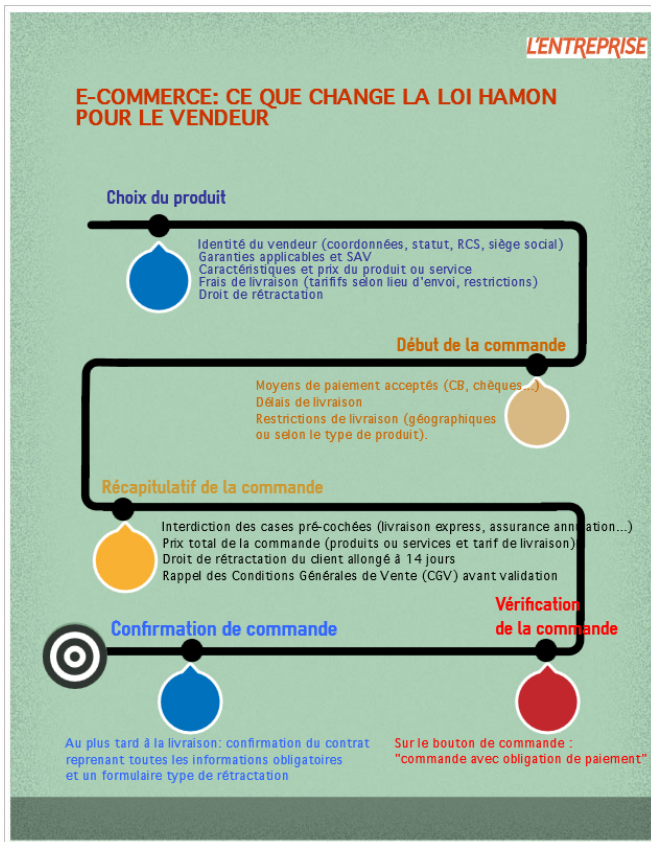 L'ENTREPRISE
E-COMMERCE: CE QUE CHANGE LA LOI HAMON
POUR LE VENDEUR
Choix du produit
Identité du vendeur (coordonnées, statut, RCS, siège social)
Garanties applicables et SAV
Caractéristiques et prix du produit ou service
Frais de livraison (tarififs selon lieu d'envoi, restrictions)
Droit de rétractation
Début de la commande
Moyens de paiement acceptés (CB, chèques...)
Délais de livraison
Restrictions de livraison (géographiques
ou selon le type de produit).
Récapitulatif de la commande
Interdiction des cases pré-cochées (livraison express, assurance annulation...)
Prix total de la commande (produits ou services et tarif de livraison)
Droit de rétractation du client allongé à 14 jours
Rappel des Conditions Générales de Vente (CGV) avant validation
Vérification
de la commande
Sur le bouton de commande :
"commande avec obligation de paiement"
Confirmation de commande
Au plus tard à la livraison: confirmation du contrat
reprenant toutes les informations obligatoires
et un formulaire type de rétractation